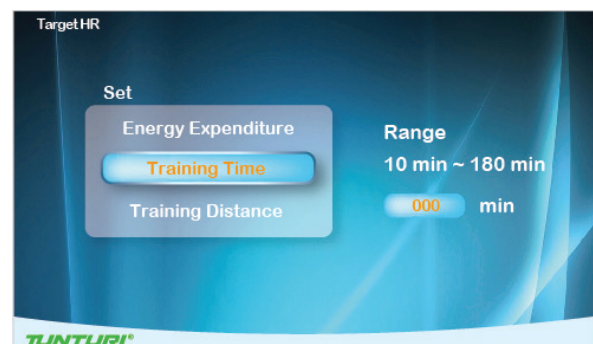 Target HR
Set
Energy Expenditure
Training Time
Training Distance
Range
10 min ~ 180 min
000 min
TUNTURI®